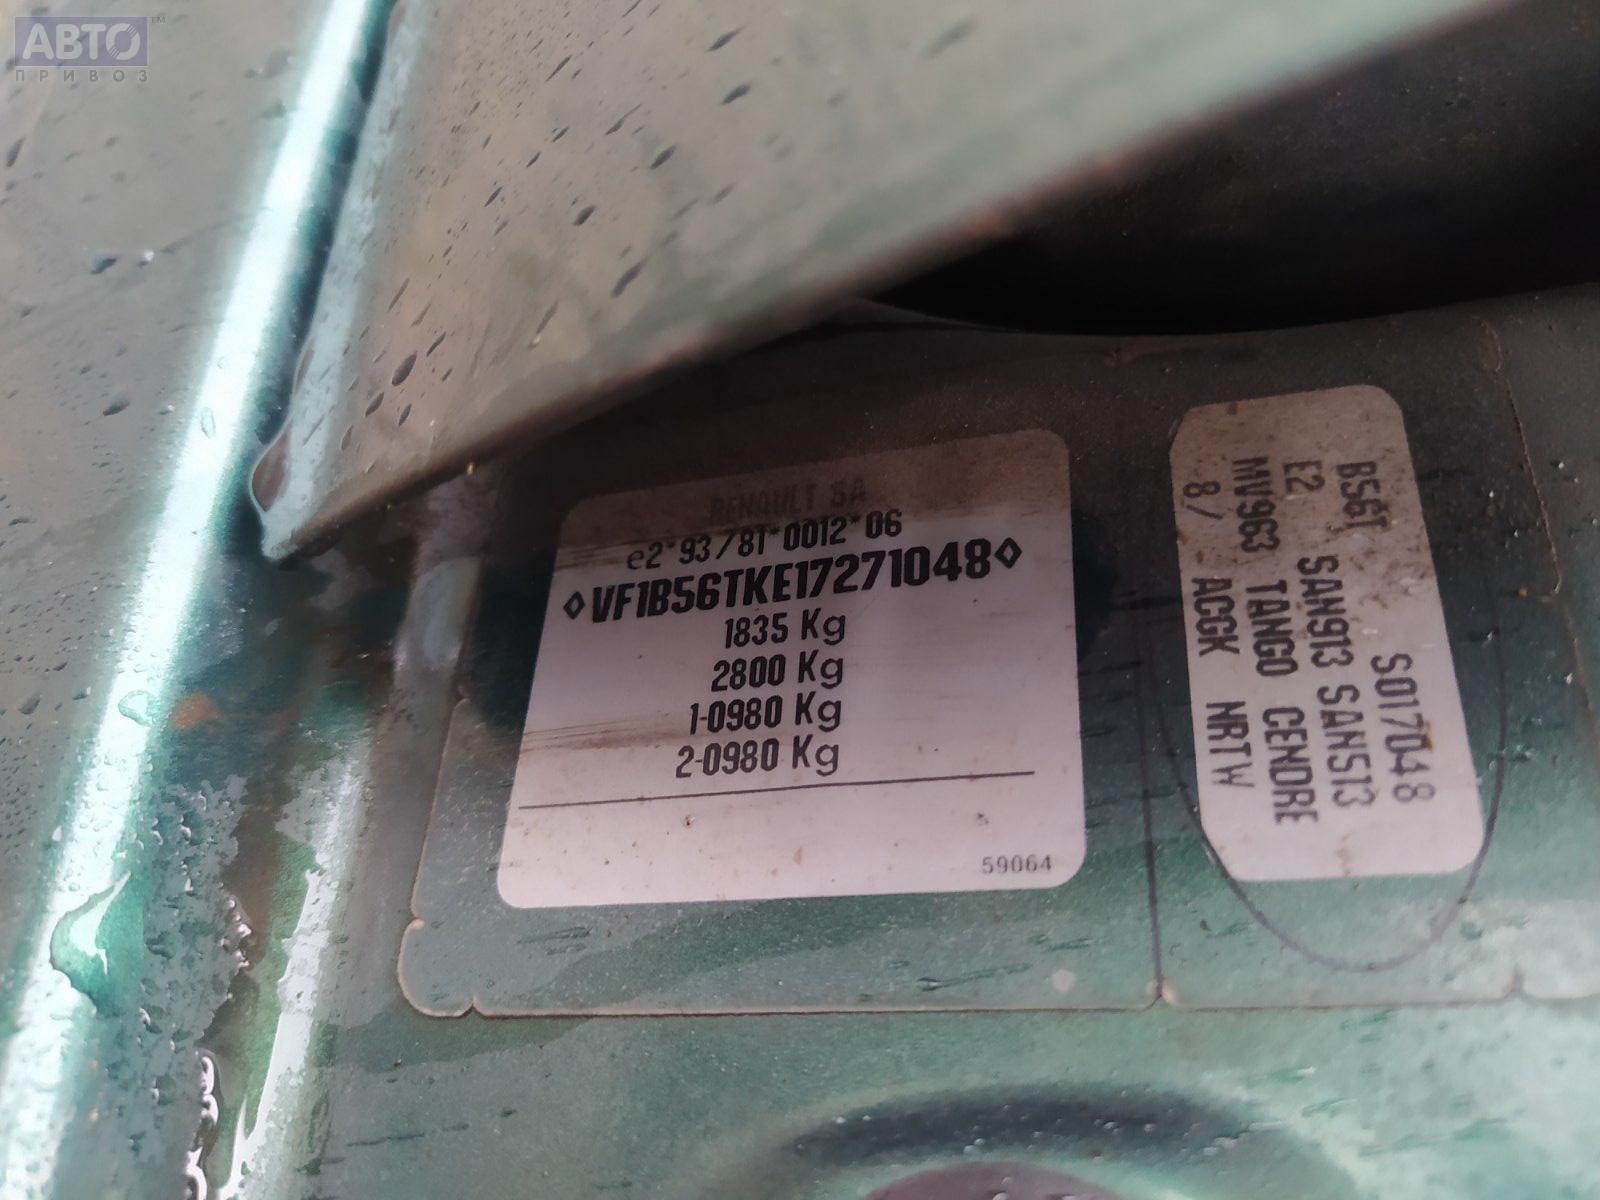 АВТО
ПРИВОЗ
™
RENAULT SA
e2*93/81*0012*06
◊VF1B56TKE17271048◊
1835 Kg
2800 Kg
1-0980 Kg
2-0980 Kg
59064
S017048
B56T SAN913 SAN513
E2
MV963 TANGO CENDRE
8/ ACGK NRTW